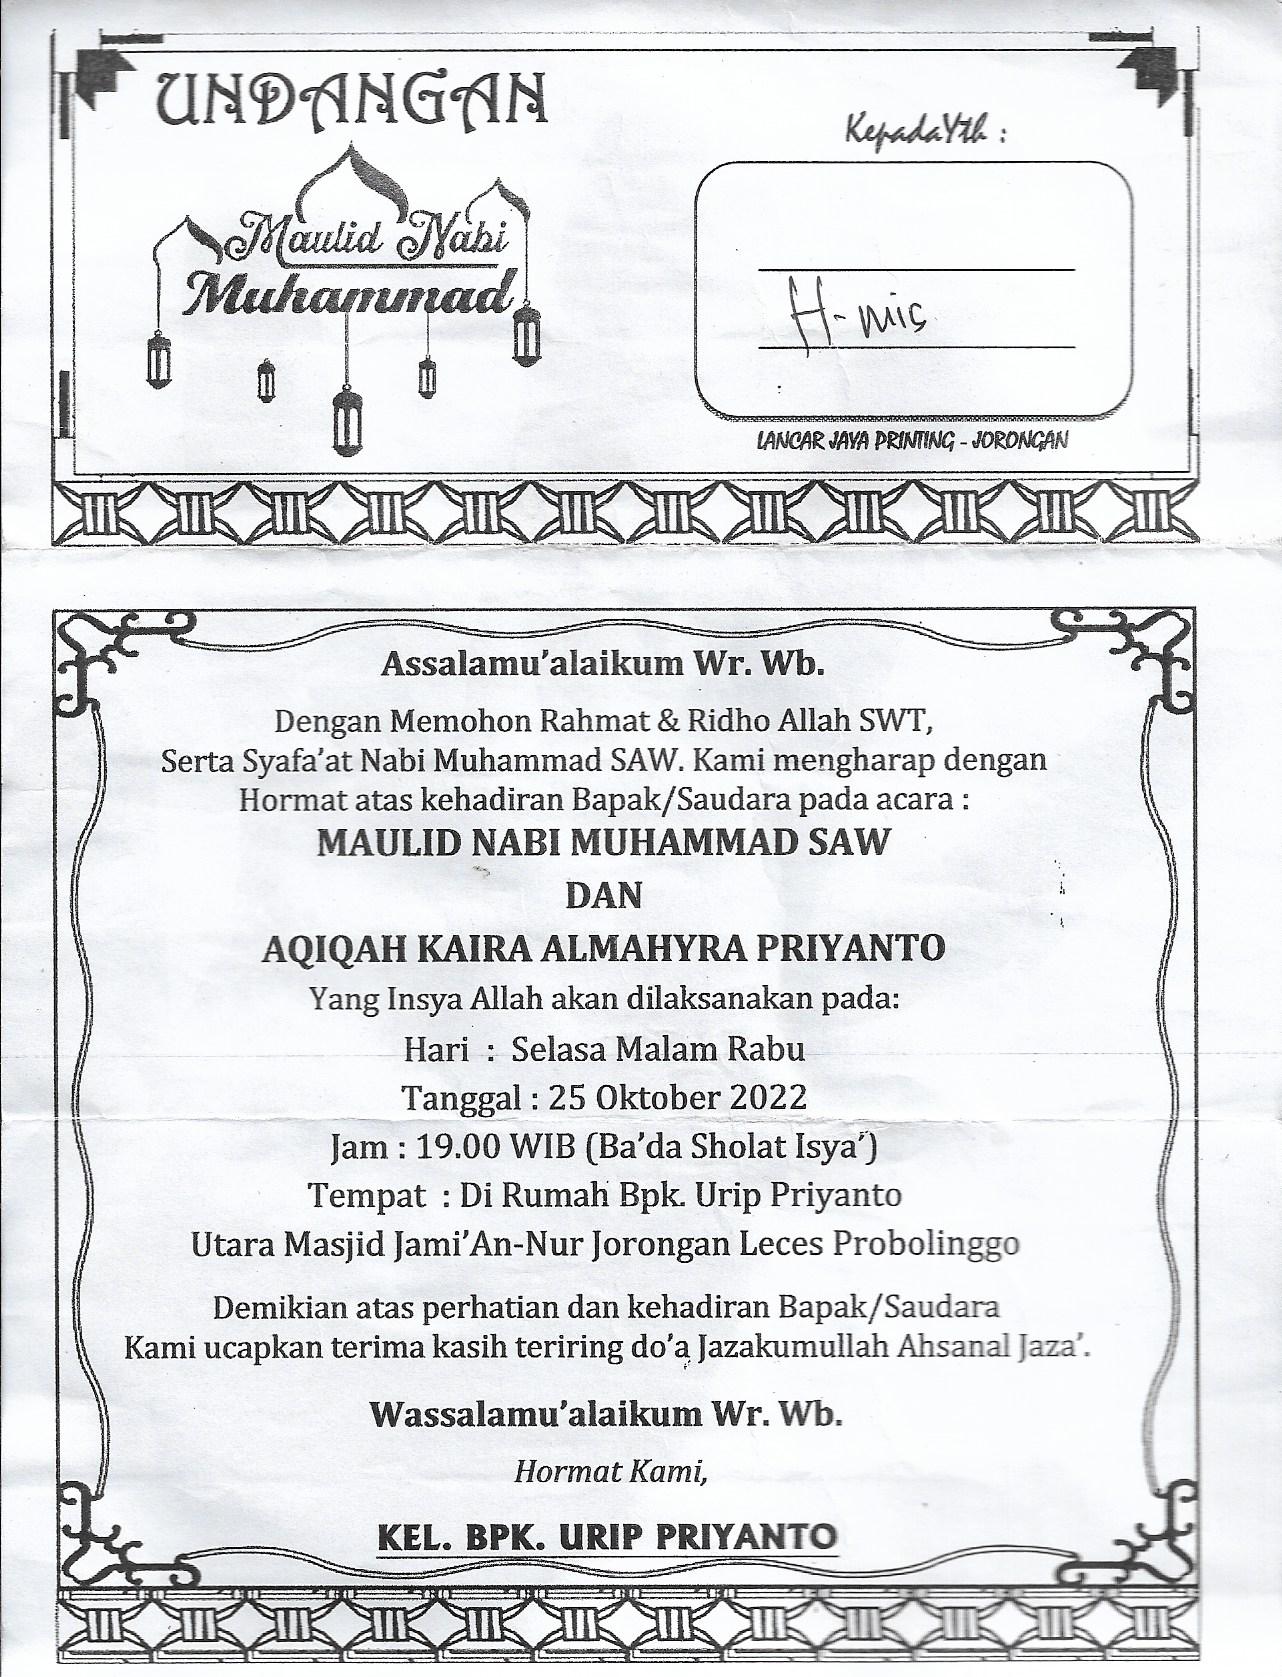 UNDANGAN
Maulid Nabi
Muhammad
KepadaYth :
LANCAR JAYA PRINTING - JORONGAN
Assalamu’alaikum Wr. Wb.
Dengan Memohon Rahmat & Ridho Allah SWT,
Serta Syafa’at Nabi Muhammad SAW. Kami mengharap dengan
Hormat atas kehadiran Bapak/Saudara pada acara :
MAULID NABI MUHAMMAD SAW
DAN
AQIQAH KAIRA ALMAHYRA PRIYANTO
Yang Insya Allah akan dilaksanakan pada:
Hari : Selasa Malam Rabu
Tanggal : 25 Oktober 2022
Jam : 19.00 WIB (Ba’da Sholat Isya’)
Tempat : Di Rumah Bpk. Urip Priyanto
Utara Masjid Jami’An-Nur Jorongan Leces Probolinggo
Demikian atas perhatian dan kehadiran Bapak/Saudara
Kami ucapkan terima kasih teriring do’a Jazakumullah Ahsanal Jaza’.
Wassalamu’alaikum Wr. Wb.
Hormat Kami,
KEL. BPK. URIP PRIYANTO